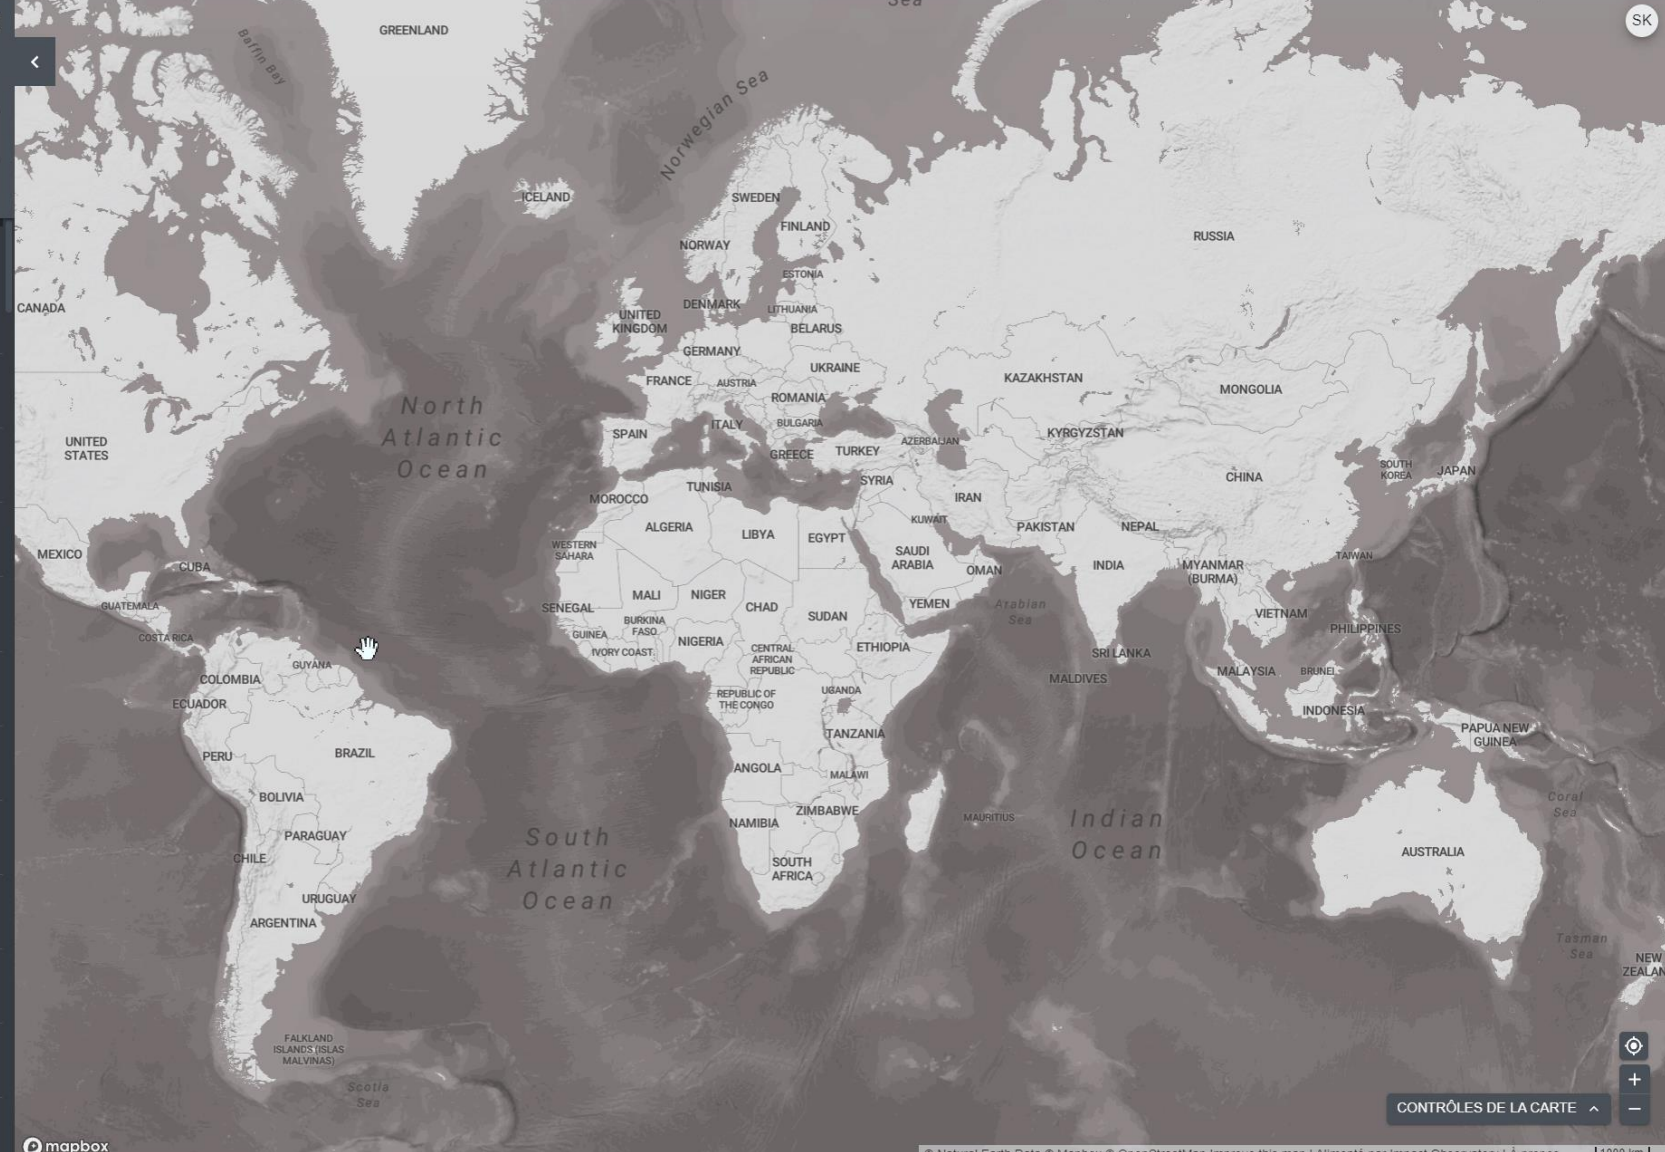 Sea
SK
GREENLAND
Baffin Bay
Norwegian Sea
ICELAND
SWEDEN
FINLAND
NORWAY
RUSSIA
ESTONIA
CANADA
DENMARK
LITHUANIA
UNITED
KINGDOM
BELARUS
GERMANY
UKRAINE
FRANCE
AUSTRIA
KAZAKHSTAN
MONGOLIA
ROMANIA
North
Atlantic
Ocean
ITALY
BULGARIA
SPAIN
KYRGYZSTAN
AZERBAIJAN
UNITED
STATES
GREECE
TURKEY
SOUTH
KOREA
JAPAN
CHINA
SYRIA
TUNISIA
MOROCCO
IRAN
KUWAIT
ALGERIA
LIBYA
EGYPT
PAKISTAN
NEPAL
WESTERN
SAHARA
MEXICO
SAUDI
ARABIA
TAIWAN
CUBA
OMAN
INDIA
MYANMAR
(BURMA)
MALI
NIGER
GUATEMALA
SENEGAL
CHAD
YEMEN
Arabian
Sea
SUDAN
VIETNAM
BURKINA
FASO
PHILIPPINES
COSTA RICA
GUINEA
NIGERIA
ETHIOPIA
IVORY COAST
CENTRAL
AFRICAN
REPUBLIC
SRI LANKA
GUYANA
COLOMBIA
MALDIVES
MALAYSIA
BRUNEI
UGANDA
REPUBLIC OF
THE CONGO
ECUADOR
INDONESIA
TANZANIA
PAPUA NEW
GUINEA
PERU
BRAZIL
ANGOLA
MALAWI
BOLIVIA
Coral
Sea
ZIMBABWE
MAURITIUS
NAMIBIA
Indian
Ocean
PARAGUAY
South
Atlantic
Ocean
CHILE
AUSTRALIA
SOUTH
AFRICA
URUGUAY
ARGENTINA
Tasman
Sea
NEW
ZEALAN
FALKLAND
ISLANDS (ISLAS
MALVINAS)
Scotia
Sea
CONTRÔLES DE LA CARTE
mapbox